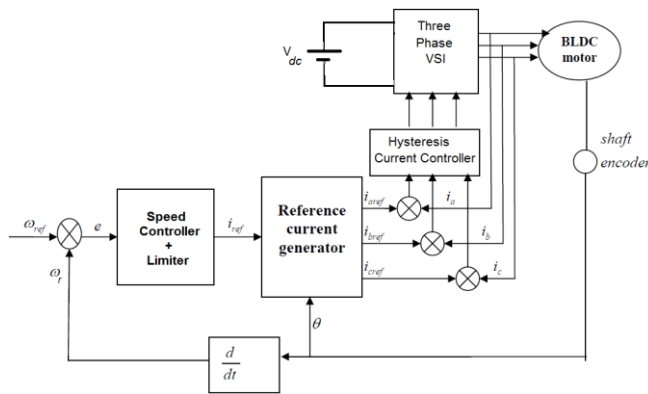 V
dc
Three
Phase
VSI
BLDC
motor
Hysteresis
Current Controller
shaft
encoder
ω_ref
e
Speed
Controller
+
Limiter
i_ref
Reference
current
generator
i_aref
i_a
i_bref
i_b
i_cref
i_c
ω_r
θ
d
dt